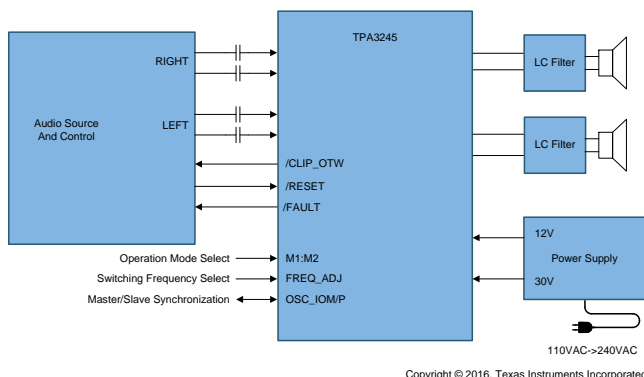 TPA3245
Audio Source
And Control
RIGHT
LEFT
/CLIP_OTW
/RESET
/FAULT
Operation Mode Select
M1:M2
Switching Frequency Select
FREQ_ADJ
Master/Slave Synchronization
OSC_IOM/P
LC Filter
LC Filter
12V
Power Supply
30V
110VAC->240VAC
Copyright © 2016, Texas Instruments Incorporated